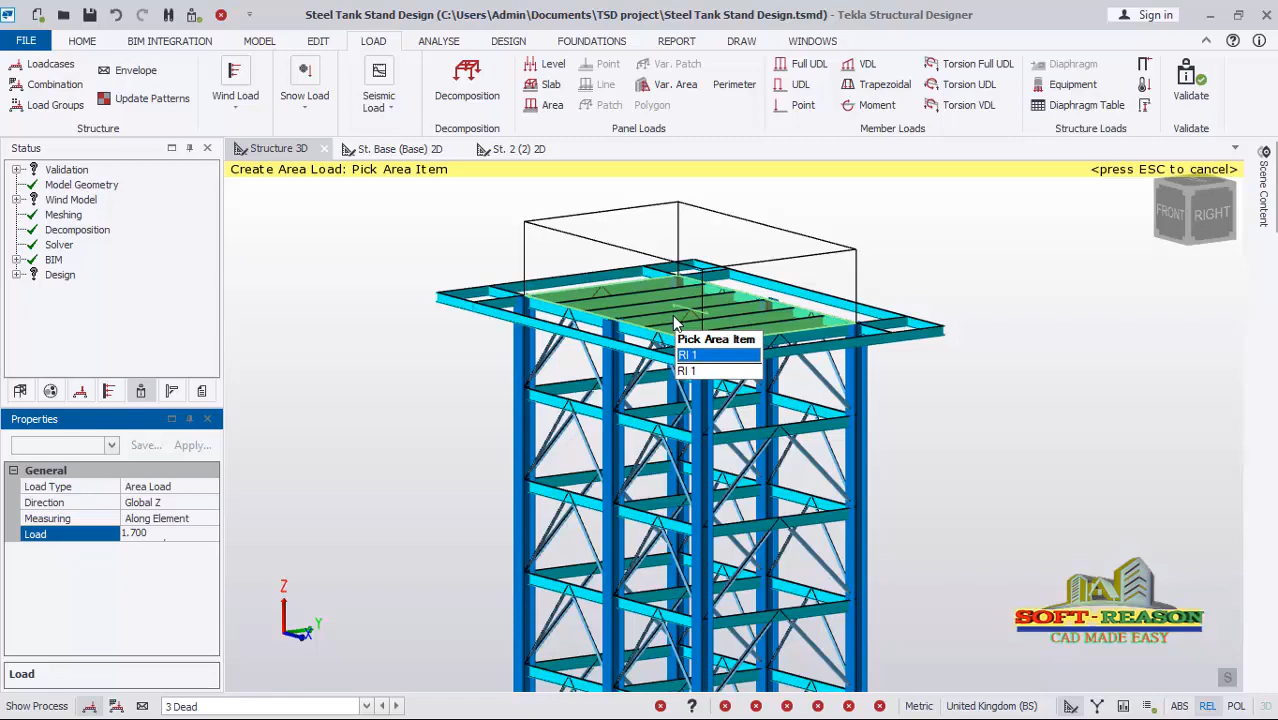 Steel Tank Stand Design (C:\Users\Admin\Documents\TSD project\Steel Tank Stand Design.tsmd) - Tekla Structural Designer
Sign in
FILE HOME BIM INTEGRATION MODEL EDIT LOAD ANALYSE DESIGN FOUNDATIONS REPORT DRAW WINDOWS
Loadcases
Combination
Load Groups
Envelope
Update Patterns
Structure
Wind Load
Snow Load
Seismic Load
Decomposition
Decomposition
Level
Slab
Area
Point
Line
Patch
Var. Patch
Var. Area
Polygon
Perimeter
Panel Loads
Full UDL
UDL
Point
VDL
Trapezoidal
Moment
Torsion Full UDL
Torsion UDL
Torsion VDL
Member Loads
Diaphragm
Equipment
Diaphragm Table
Structure Loads
Validate
Validate
Status
Structure 3D
St. Base (Base) 2D
St. 2 (2) 2D
Create Area Load: Pick Area Item
<press ESC to cancel>
Scene Content
Validation
Model Geometry
Wind Model
Meshing
Decomposition
Solver
BIM
Design
FRONT
RIGHT
Pick Area Item
RI 1
RI 1
Properties
Save...
Apply...
General
Load Type Area Load
Direction Global Z
Measuring Along Element
Load 1.700
Z
Y
X
SOFT-REASON
CAD MADE EASY
Load
S
Show Process
3 Dead
Metric
United Kingdom (BS)
ABS
REL
POL
3D